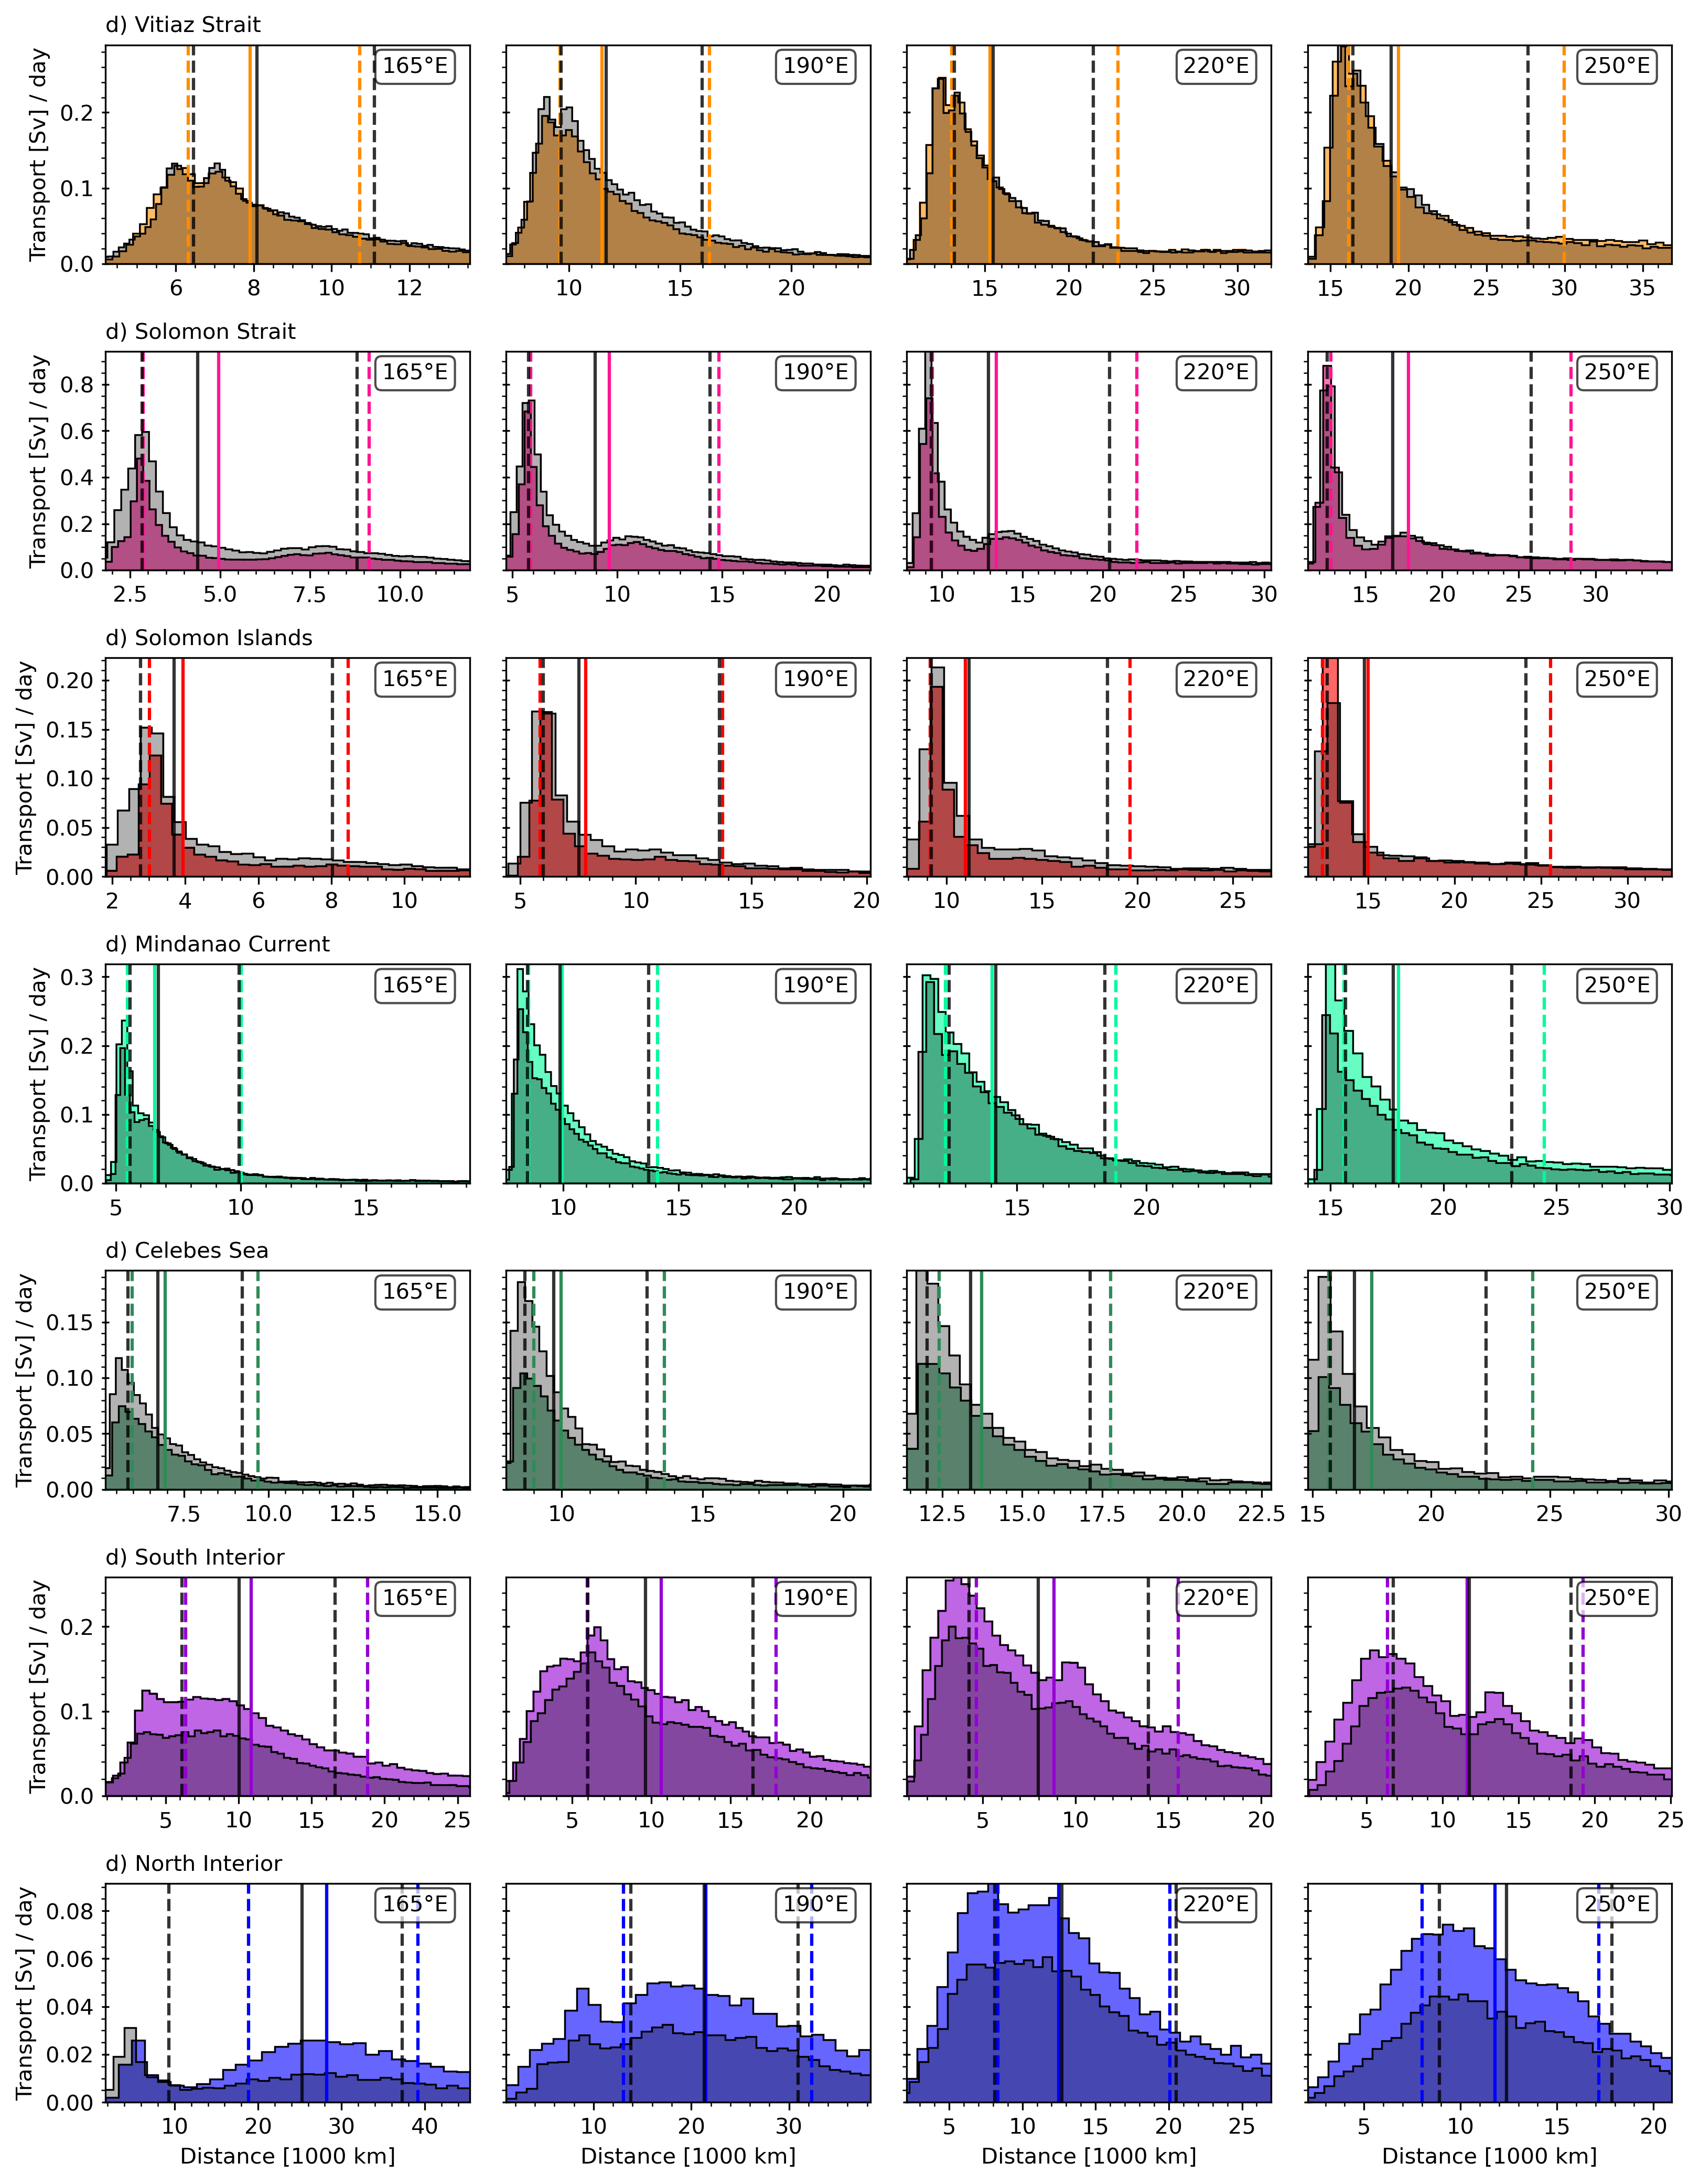 d) Vitiaz Strait
Transport [Sv] / day
165°E 190°E 220°E 250°E
0.2
0.1
0.0
6 8 10 12 10 15 20 15 20 25 30 15 20 25 30 35
d) Solomon Strait
Transport [Sv] / day
165°E 190°E 220°E 250°E
0.8
0.6
0.4
0.2
0.0
2.5 5.0 7.5 10.0 5 10 15 20 10 15 20 25 30 15 20 25 30
d) Solomon Islands
Transport [Sv] / day
165°E 190°E 220°E 250°E
0.20
0.15
0.10
0.05
0.00
2 4 6 8 10 5 10 15 20 10 15 20 25 15 20 25 30
d) Mindanao Current
Transport [Sv] / day
165°E 190°E 220°E 250°E
0.3
0.2
0.1
0.0
5 10 15 10 15 20 15 20 15 20 25 30
d) Celebes Sea
Transport [Sv] / day
165°E 190°E 220°E 250°E
0.15
0.10
0.05
0.00
7.5 10.0 12.5 15.0 10 15 20 12.5 15.0 17.5 20.0 22.5 15 20 25 30
d) South Interior
Transport [Sv] / day
165°E 190°E 220°E 250°E
0.2
0.1
0.0
5 10 15 20 25 5 10 15 20 5 10 15 20 5 10 15 20 25
d) North Interior
Transport [Sv] / day
165°E 190°E 220°E 250°E
0.08
0.06
0.04
0.02
0.00
10 20 30 40 10 20 30 5 10 15 20 25 5 10 15 20
Distance [1000 km] Distance [1000 km] Distance [1000 km] Distance [1000 km]